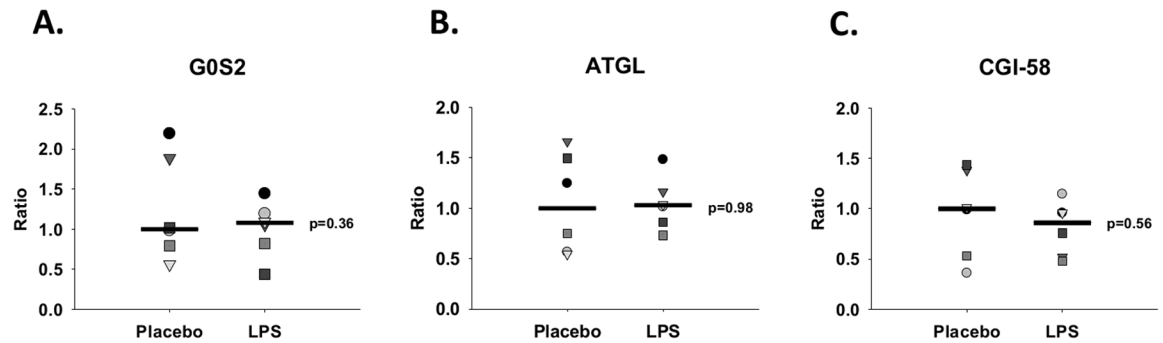 A.
G0S2
Ratio
2.5
2.0
1.5
1.0
0.5
0.0
p=0.36
Placebo
LPS
B.
ATGL
Ratio
2.0
1.5
1.0
0.5
0.0
p=0.98
Placebo
LPS
C.
CGI-58
Ratio
2.0
1.5
1.0
0.5
0.0
p=0.56
Placebo
LPS